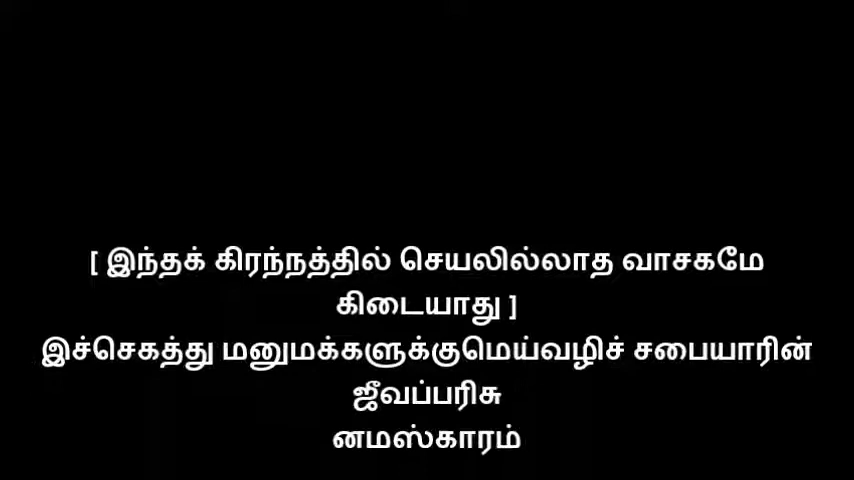 [ இந்தக் கிரந்நத்தில் செயலில்லாத வாசகமே
கிடையாது ]
இச்செகத்து மனுமக்களுக்குமெய்வழிச் சபையாரின்
ஜீவப்பரிசு
னமஸ்காரம்